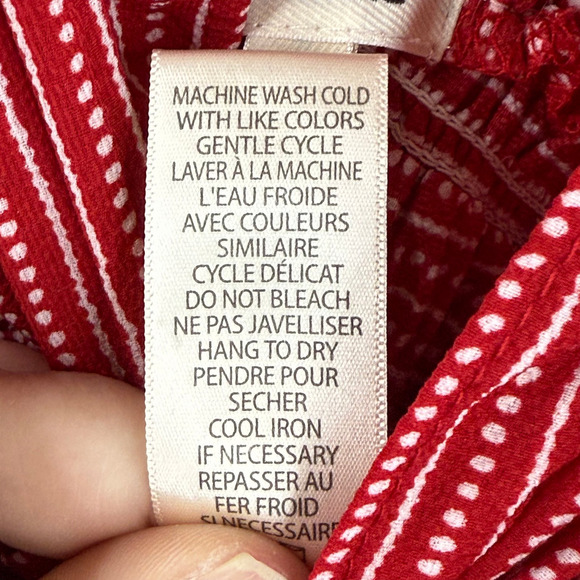 MACHINE WASH COLD
WITH LIKE COLORS
GENTLE CYCLE
LAVER À LA MACHINE
L'EAU FROIDE
AVEC COULEURS
SIMILAIRE
CYCLE DÉLICAT
DO NOT BLEACH
NE PAS JAVELLISER
HANG TO DRY
PENDRE POUR
SECHER
COOL IRON
IF NECESSARY
REPASSER AU
FER FROID
SI NECESSAIRE